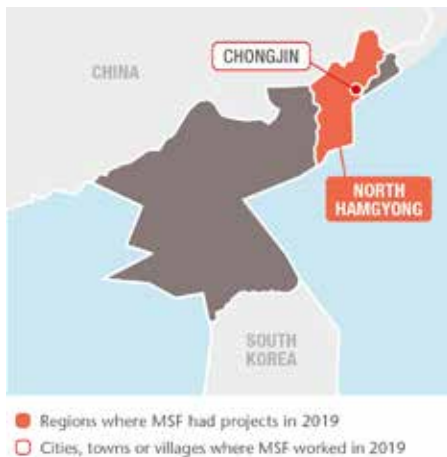 CHONGJIN
CHINA
NORTH
HAMGYONG
SOUTH
KOREA
Regions where MSF had projects in 2019
Cities, towns or villages where MSF worked in 2019